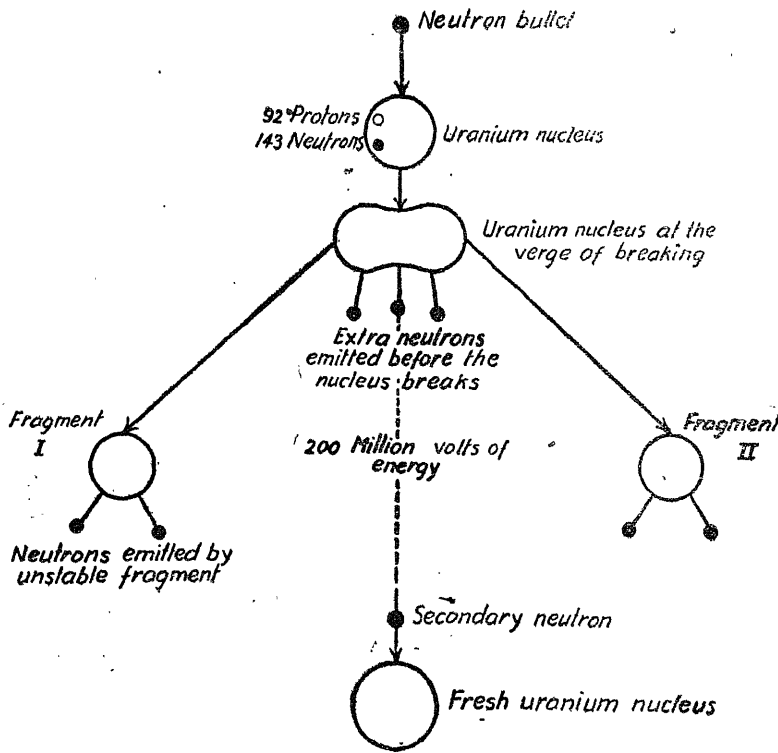 Neutron bullet
92 Protons
143 Neutrons
Uranium nucleus
Uranium nucleus at the
verge of breaking
Extra neutrons
emitted before the
nucleus breaks
Fragment
I
Fragment
II
200 Million volts of
energy
Neutrons emitted by
unstable fragment
Secondary neutron
Fresh uranium nucleus